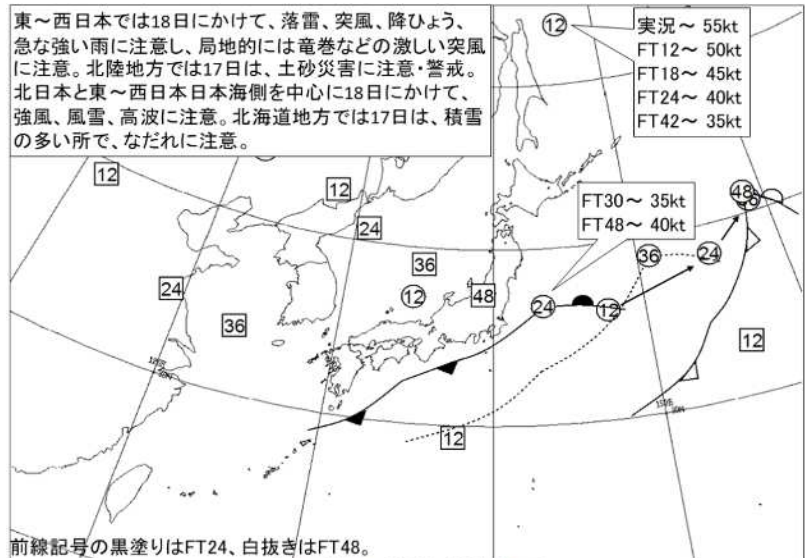 東～西日本では18日にかけて、落雷、突風、降ひょう、
急な強い雨に注意し、局地的には竜巻などの激しい突風
に注意。北陸地方では17日は、土砂災害に注意・警戒。
北日本と東～西日本日本海側を中心に18日にかけて、
強風、風雪、高波に注意。北海道地方では17日は、積雪
の多い所で、なだれに注意。
12
実況～ 55kt
FT12～ 50kt
FT18～ 45kt
FT24～ 40kt
FT42～ 35kt
12
12
24
FT30～ 35kt
FT48～ 40kt
48
36
36
24
24
12
48
24
12
36
12
12
前線記号の黒塗りはFT24、白抜きはFT48。